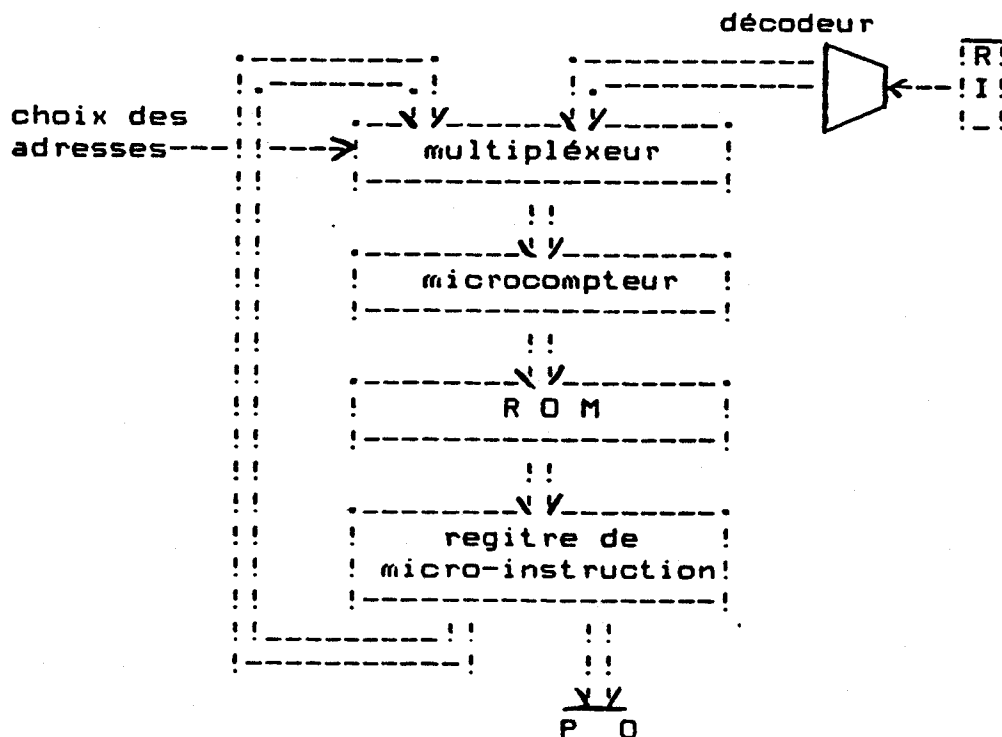 décodeur
R
I
choix des
adresses
multipléxeur
microcompteur
R O M
regitre de
micro-instruction
P O